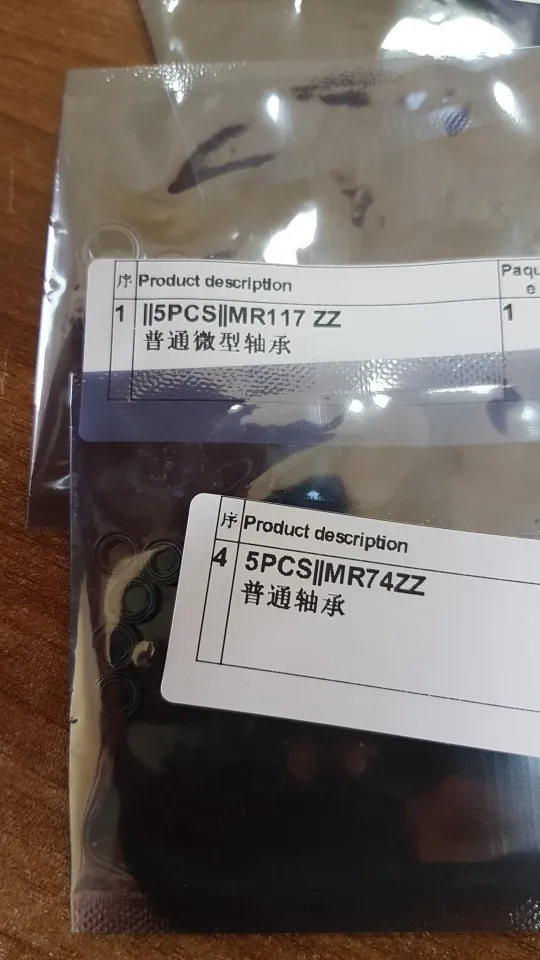 序 Product description Paqu
e
1 ||5PCS||MR117 ZZ 1
普通微型轴承
序 Product description
4 5PCS||MR74ZZ
普通轴承